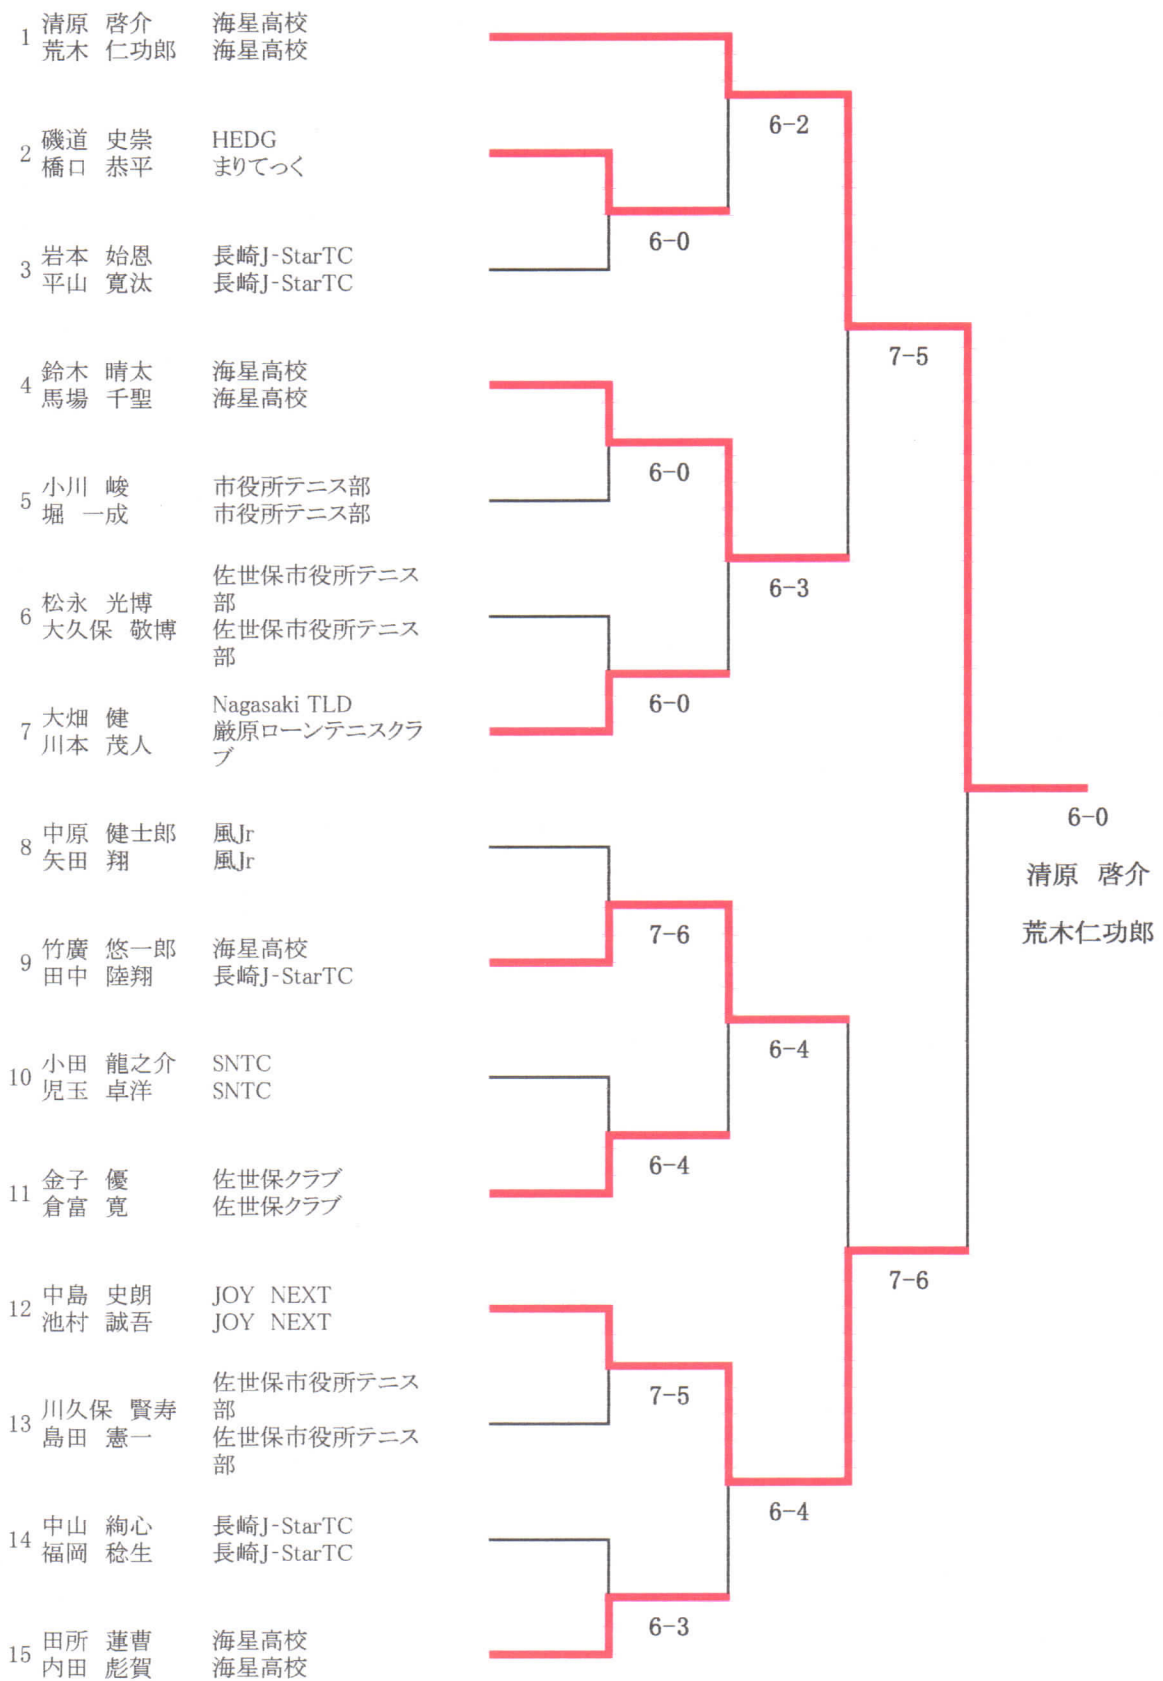 1 清原 啓介 海星高校
荒木 仁功郎 海星高校
6-2
2 磯道 史崇 HEDG
橋口 恭平 まりてっく
6-0
3 岩本 始恩 長崎J-StarTC
平山 寛汰 長崎J-StarTC
7-5
4 鈴木 晴太 海星高校
馬場 千聖 海星高校
6-0
5 小川 峻 市役所テニス部
堀 一成 市役所テニス部
6-3
6 松永 光博 佐世保市役所テニス
部
大久保 敬博 佐世保市役所テニス
部
6-0
7 大畑 健 Nagasaki TLD
川本 茂人 厳原ローンテニスクラ
ブ
6-0
8 中原 健士郎 風Jr
矢田 翔 風Jr
清原 啓介
荒木仁功郎
7-6
9 竹廣 悠一郎 海星高校
田中 陸翔 長崎J-StarTC
6-4
10 小田 龍之介 SNTC
児玉 卓洋 SNTC
6-4
11 金子 優 佐世保クラブ
倉富 寛 佐世保クラブ
7-6
12 中島 史朗 JOY NEXT
池村 誠吾 JOY NEXT
7-5
13 川久保 賢寿 佐世保市役所テニス
部
島田 憲一 佐世保市役所テニス
部
6-4
14 中山 絢心 長崎J-StarTC
福岡 稔生 長崎J-StarTC
6-3
15 田所 蓮曹 海星高校
内田 彪賀 海星高校